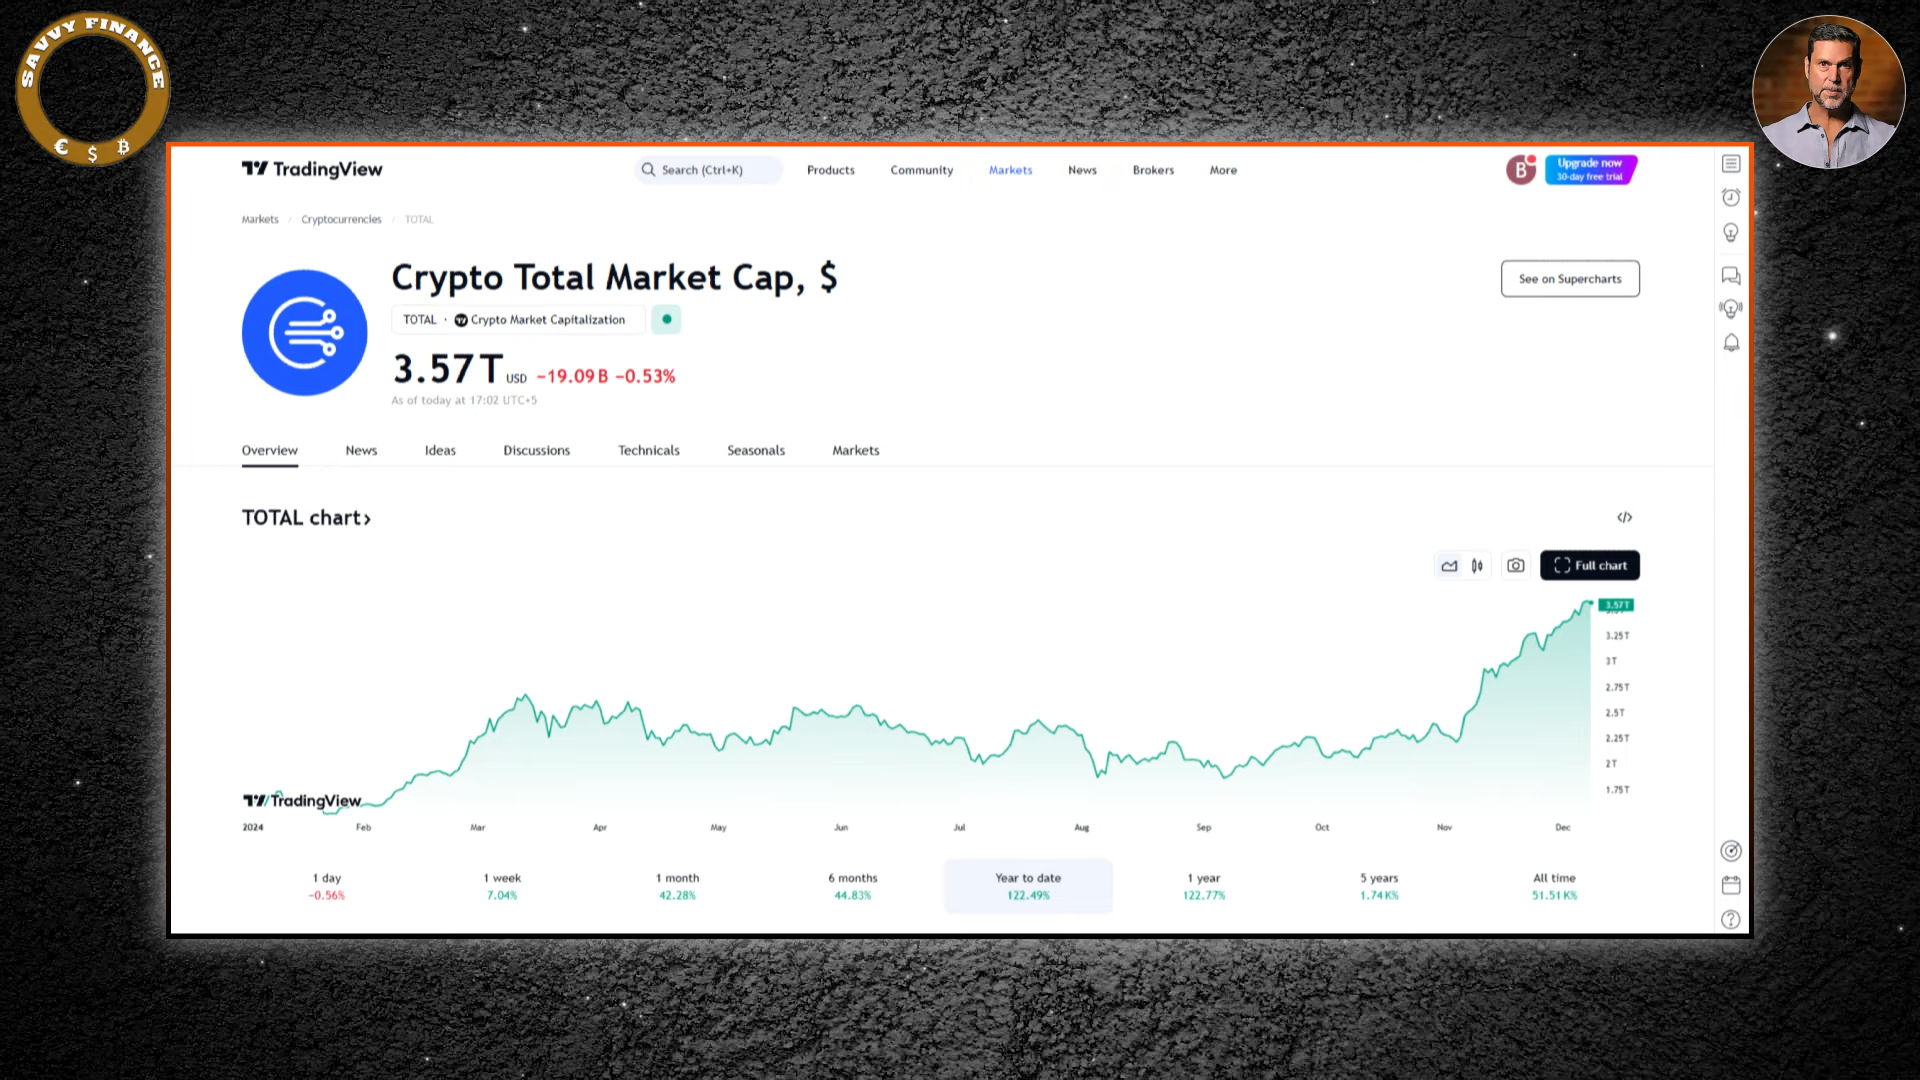 SAVVY FINANCE
€ $ ₿
TradingView
Search (Ctrl+K)
Products
Community
Markets
News
Brokers
More
B
Upgrade now
30-day free trial
Markets / Cryptocurrencies / TOTAL
Crypto Total Market Cap, $
TOTAL · Crypto Market Capitalization
See on Supercharts
3.57T USD −19.09B −0.53%
As of today at 17:02 UTC+5
Overview
News
Ideas
Discussions
Technicals
Seasonals
Markets
TOTAL chart›
</>
Full chart
3.57T
3.25T
3T
2.75T
2.5T
2.25T
2T
1.75T
TradingView
2024
Feb
Mar
Apr
May
Jun
Jul
Aug
Sep
Oct
Nov
Dec
1 day
−0.56%
1 week
7.04%
1 month
42.28%
6 months
44.83%
Year to date
122.49%
1 year
122.77%
5 years
1.74K%
All time
51.51K%